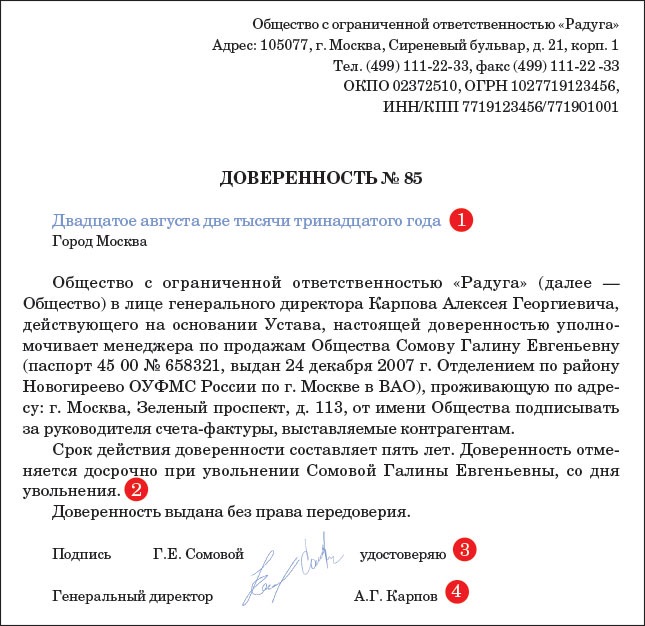 Общество с ограниченной ответственностью «Радуга»
Адрес: 105077, г. Москва, Сиреневый бульвар, д. 21, корп. 1
Тел. (499) 111-22-33, факс (499) 111-22 -33
ОКПО 02372510, ОГРН 1027719123456,
ИНН/КПП 7719123456/771901001
ДОВЕРЕННОСТЬ № 85
Двадцатое августа две тысячи тринадцатого года 1
Город Москва
Общество с ограниченной ответственностью «Радуга» (далее —
Общество) в лице генерального директора Карпова Алексея Георгиевича,
действующего на основании Устава, настоящей доверенностью уполно-
мочивает менеджера по продажам Общества Сомову Галину Евгеньевну
(паспорт 45 00 № 658321, выдан 24 декабря 2007 г. Отделением по району
Новогиреево ОУФМС России по г. Москве в ВАО), проживающую по адре-
су: г. Москва, Зеленый проспект, д. 113, от имени Общества подписывать
за руководителя счета-фактуры, выставляемые контрагентам.
Срок действия доверенности составляет пять лет. Доверенность отме-
няется досрочно при увольнении Сомовой Галины Евгеньевны, со дня
увольнения. 2
Доверенность выдана без права передоверия.
Подпись Г.Е. Сомовой удостоверяю 3
Генеральный директор А.Г. Карпов 4